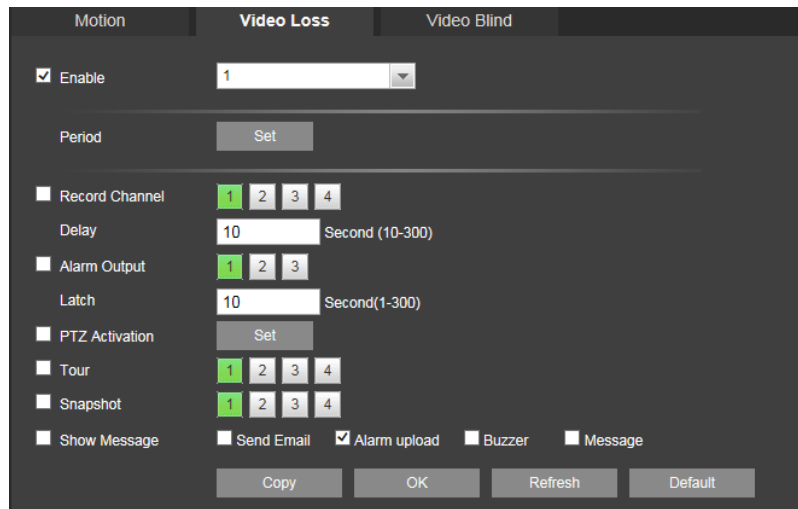 Motion Video Loss Video Blind
Enable 1
Period Set
Record Channel 1 2 3 4
Delay 10 Second (10-300)
Alarm Output 1 2 3
Latch 10 Second(1-300)
PTZ Activation Set
Tour 1 2 3 4
Snapshot 1 2 3 4
Show Message Send Email Alarm upload Buzzer Message
Copy OK Refresh Default